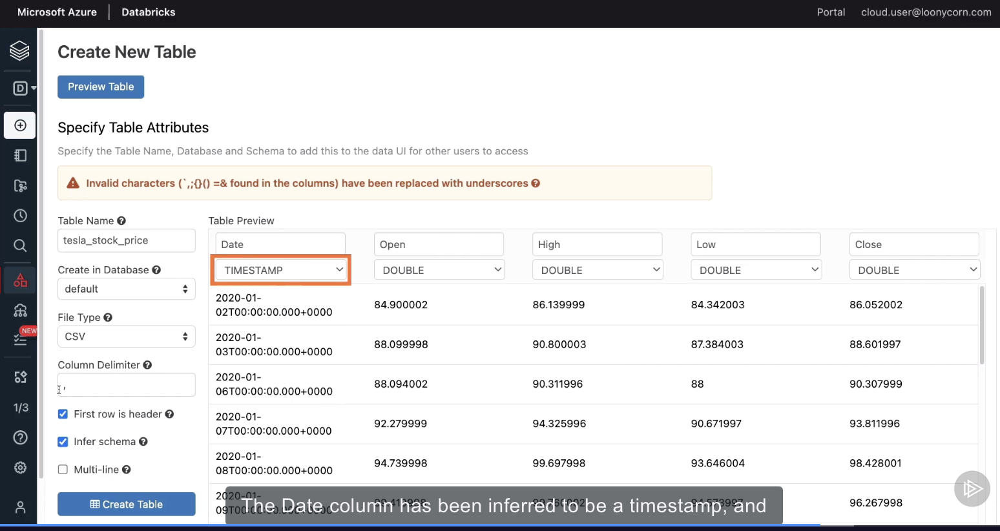 Microsoft Azure
Databricks
Portal
cloud.user@loonycorn.com
Create New Table
D
Preview Table
Specify Table Attributes
Specify the Table Name, Database and Schema to add this to the data UI for other users to access
Invalid characters (`,;{}() =& found in the columns) have been replaced with underscores
Table Name
tesla_stock_price
Create in Database
default
File Type
CSV
NEW
Column Delimiter
,
First row is header
1/3
Infer schema
Multi-line
Create Table
Table Preview
Date Open High Low Close
TIMESTAMP DOUBLE DOUBLE DOUBLE DOUBLE
2020-01-
02T00:00:00.000+0000 84.900002 86.139999 84.342003 86.052002
2020-01-
03T00:00:00.000+0000 88.099998 90.800003 87.384003 88.601997
2020-01-
06T00:00:00.000+0000 88.094002 90.311996 88 90.307999
2020-01-
07T00:00:00.000+0000 92.279999 94.325996 90.671997 93.811996
2020-01-
08T00:00:00.000+0000 94.739998 99.697998 93.646004 98.428001
2020-01-
96.267998
The Date column has been inferred to be a timestamp, and